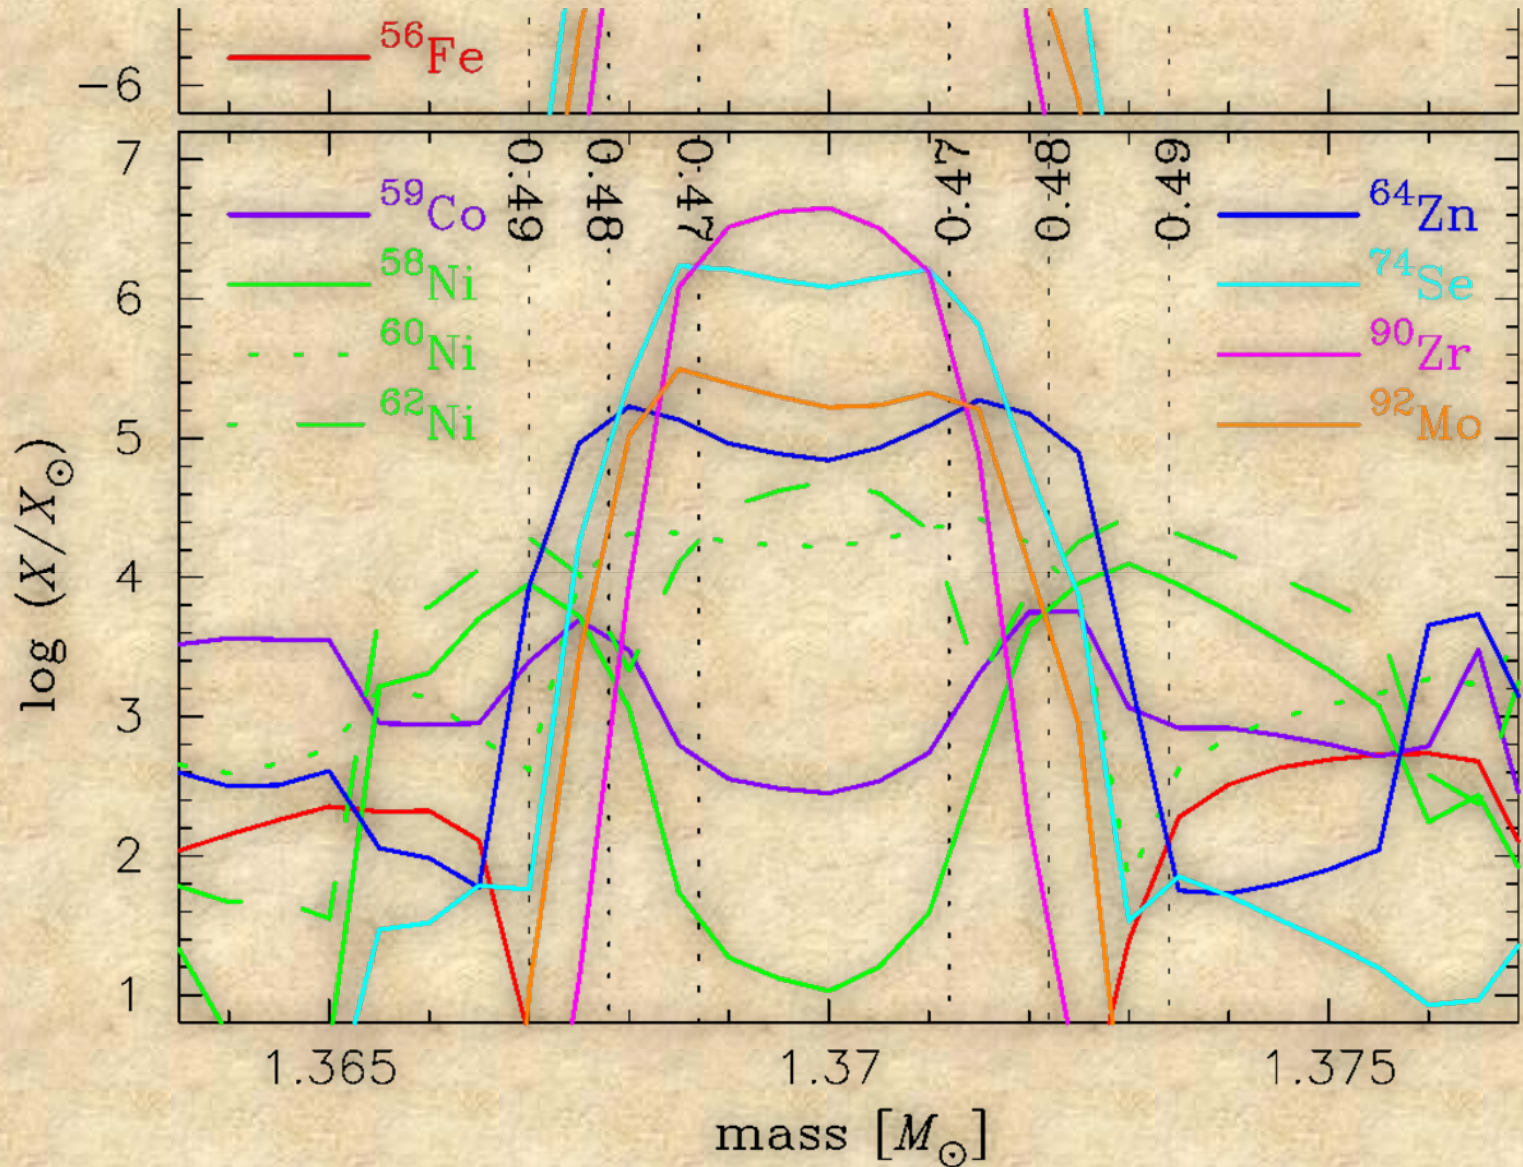 ⁵⁶Fe
−6
7
6
5
4
3
2
1
0.49
0.48
0.47
0.47
0.48
0.49
⁵⁹Co
⁵⁸Ni
⁶⁰Ni
⁶²Ni
⁶⁴Zn
⁷⁴Se
⁹⁰Zr
⁹²Mo
log (X/X☉)
1.365
1.37
1.375
mass [M☉]